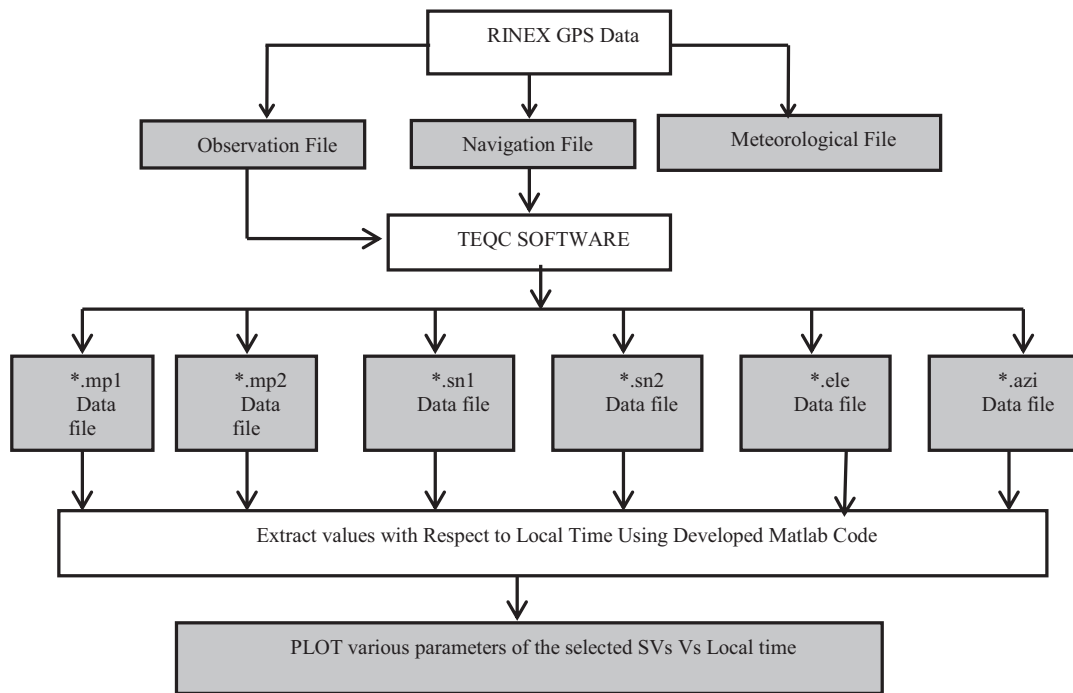 RINEX GPS Data
Observation File
Navigation File
Meteorological File
TEQC SOFTWARE
*.mp1
Data
file
*.mp2
Data
file
*.sn1
Data file
*.sn2
Data file
*.ele
Data file
*.azi
Data file
Extract values with Respect to Local Time Using Developed Matlab Code
PLOT various parameters of the selected SVs Vs Local time